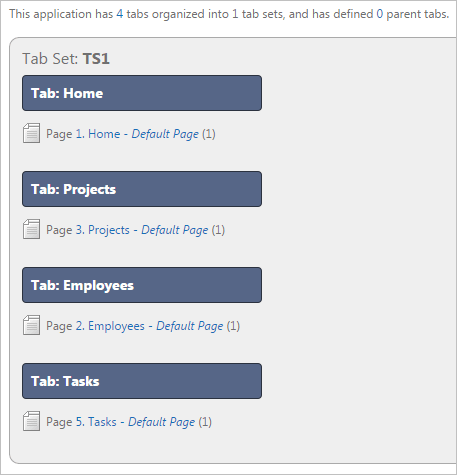 This application has 4 tabs organized into 1 tab sets, and has defined 0 parent tabs.
Tab Set: TS1
Tab: Home
Page 1. Home - Default Page (1)
Tab: Projects
Page 3. Projects - Default Page (1)
Tab: Employees
Page 2. Employees - Default Page (1)
Tab: Tasks
Page 5. Tasks - Default Page (1)